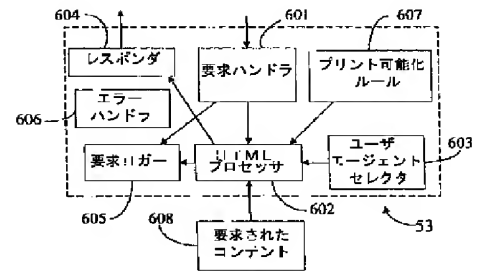 604
601
607
レスポンダ
要求ハンドラ
プリント可能化
ルール
エラー
ハンドラ
606
要求ロガー
HTML
プロセッサ
ユーザ
エージェント
セレクタ
603
605
608
602
53
要求された
コンテント